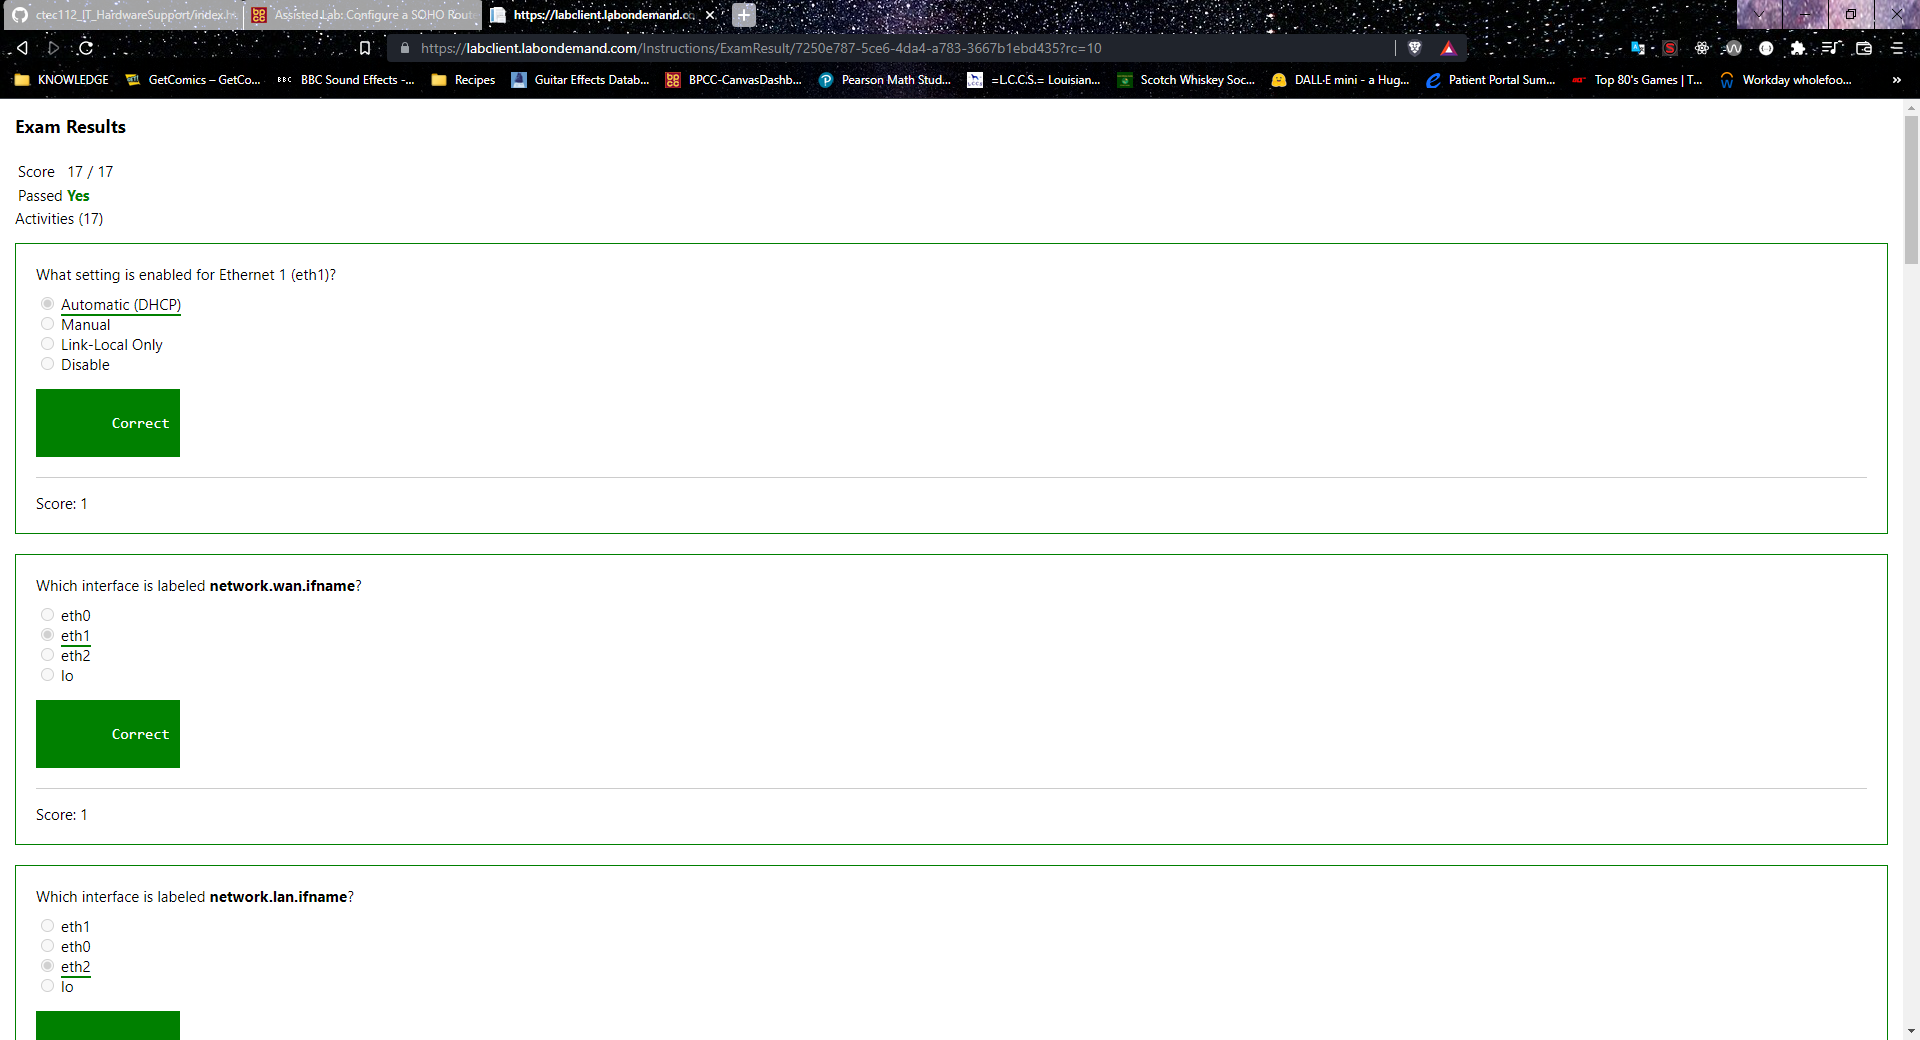 ctec112_IT_HardwareSupport/index.h
Assisted Lab: Configure a SOHO Rout
https://labclient.labondemand.co
https://labclient.labondemand.com/Instructions/ExamResult/7250e787-5ce6-4da4-a783-3667b1ebd435?rc=10
KNOWLEDGE
GetComics – GetCo...
BBC BBC Sound Effects -...
Recipes
Guitar Effects Datab...
BPCC-CanvasDashb...
Pearson Math Stud...
=L.C.C.S.= Louisian...
Scotch Whiskey Soc...
DALL·E mini - a Hug...
Patient Portal Sum...
Top 80's Games | T...
Workday wholefoo...
»
Exam Results
Score 17 / 17
Passed Yes
Activities (17)
What setting is enabled for Ethernet 1 (eth1)?
Automatic (DHCP)
Manual
Link-Local Only
Disable
Correct
Score: 1
Which interface is labeled network.wan.ifname?
eth0
eth1
eth2
lo
Correct
Score: 1
Which interface is labeled network.lan.ifname?
eth1
eth0
eth2
lo